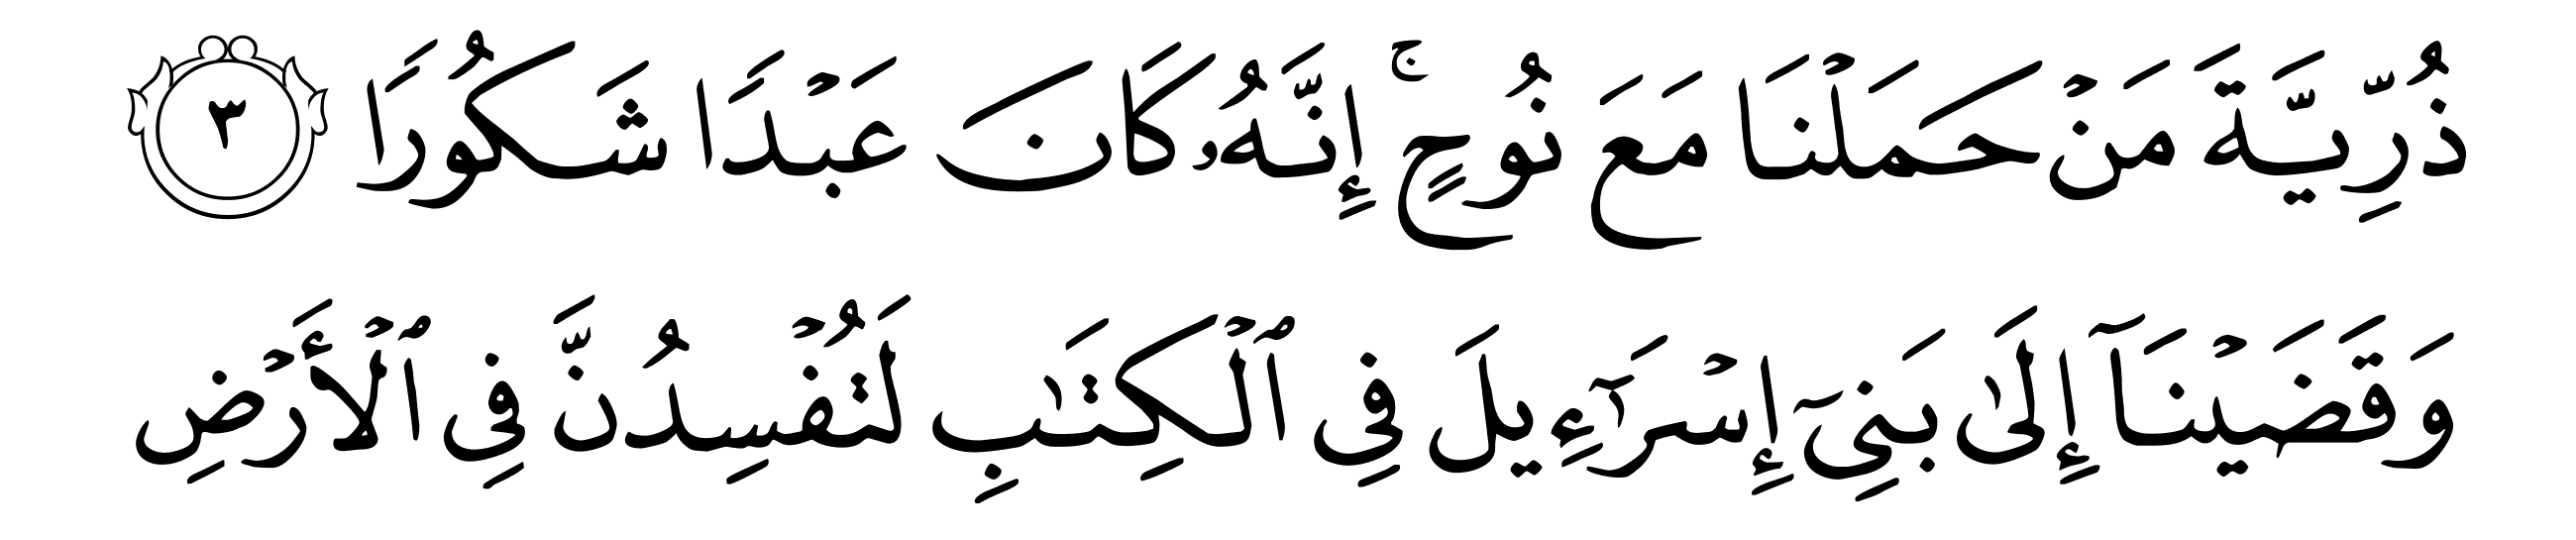 ذُرِّيَّةَ مَنْ حَمَلْنَا مَعَ نُوحٍ ۚ إِنَّهُۥ كَانَ عَبْدًا شَكُورًا ٣
وَقَضَيْنَآ إِلَىٰ بَنِىٓ إِسْرَٰٓءِيلَ فِى ٱلْكِتَـٰبِ لَتُفْسِدُنَّ فِى ٱلْأَرْضِ